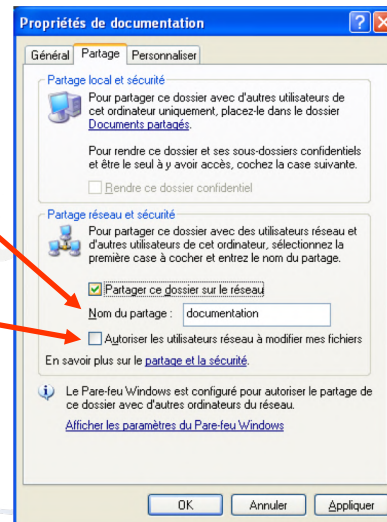 Propriétés de documentation
Général Partage Personnaliser
Partage local et sécurité
Pour partager ce dossier avec d'autres utilisateurs de
cet ordinateur uniquement, placez-le dans le dossier
Documents partagés.
Pour rendre ce dossier et ses sous-dossiers confidentiels
et être le seul à y avoir accès, cochez la case suivante.
Rendre ce dossier confidentiel
Partage réseau et sécurité
Pour partager ce dossier avec des utilisateurs réseau et
d'autres utilisateurs de cet ordinateur, sélectionnez la
première case à cocher et entrez le nom du partage.
Partager ce dossier sur le réseau
Nom du partage : documentation
Autoriser les utilisateurs réseau à modifier mes fichiers
En savoir plus sur le partage et la sécurité.
Le Pare-feu Windows est configuré pour autoriser le partage de
ce dossier avec d'autres ordinateurs du réseau.
Afficher les paramètres du Pare-feu Windows
OK Annuler Appliquer